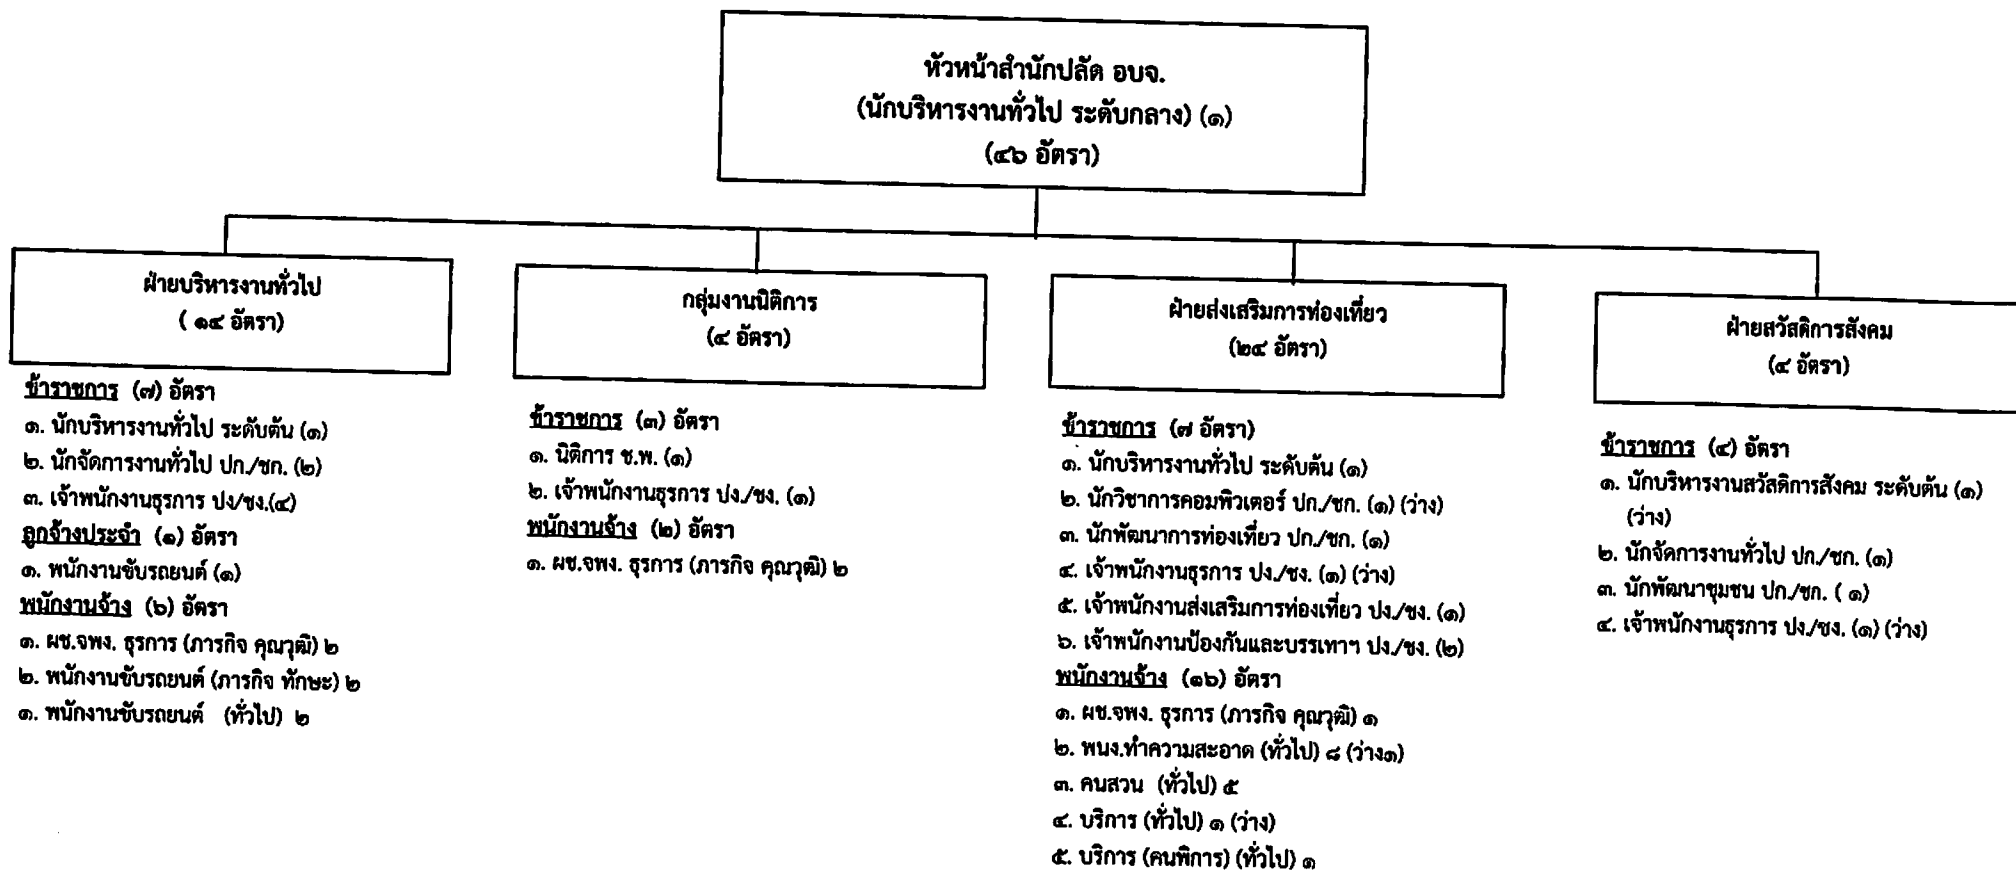 หัวหน้าสำนักปลัด อบจ.
(นักบริหารงานทั่วไป ระดับกลาง) (๑)
(๔๖ อัตรา)
ฝ่ายบริหารงานทั่วไป
( ๑๔ อัตรา)
ข้าราชการ (๗) อัตรา
๑. นักบริหารงานทั่วไป ระดับต้น (๑)
๒. นักจัดการงานทั่วไป ปก./ชก. (๒)
๓. เจ้าพนักงานธุรการ ปง/ชง.(๔)
ลูกจ้างประจำ (๑) อัตรา
๑. พนักงานขับรถยนต์ (๑)
พนักงานจ้าง (๖) อัตรา
๑. ผช.จพง. ธุรการ (ภารกิจ คุณวุฒิ) ๒
๒. พนักงานขับรถยนต์ (ภารกิจ ทักษะ) ๒
๑. พนักงานขับรถยนต์ (ทั่วไป) ๒
กลุ่มงานนิติการ
(๔ อัตรา)
ข้าราชการ (๓) อัตรา
๑. นิติการ ช.พ. (๑)
๒. เจ้าพนักงานธุรการ ปง./ชง. (๑)
พนักงานจ้าง (๒) อัตรา
๑. ผช.จพง. ธุรการ (ภารกิจ คุณวุฒิ) ๒
ฝ่ายส่งเสริมการท่องเที่ยว
(๒๔ อัตรา)
ข้าราชการ (๗ อัตรา)
๑. นักบริหารงานทั่วไป ระดับต้น (๑)
๒. นักวิชาการคอมพิวเตอร์ ปก./ชก. (๑) (ว่าง)
๓. นักพัฒนาการท่องเที่ยว ปก./ชก. (๑)
๔. เจ้าพนักงานธุรการ ปง./ชง. (๑) (ว่าง)
๕. เจ้าพนักงานส่งเสริมการท่องเที่ยว ปง./ชง. (๑)
๖. เจ้าพนักงานป้องกันและบรรเทาฯ ปง./ชง. (๒)
พนักงานจ้าง (๑๖) อัตรา
๑. ผช.จพง. ธุรการ (ภารกิจ คุณวุฒิ) ๑
๒. พนง.ทำความสะอาด (ทั่วไป) ๘ (ว่าง๑)
๓. คนสวน (ทั่วไป) ๕
๔. บริการ (ทั่วไป) ๑ (ว่าง)
๕. บริการ (คนพิการ) (ทั่วไป) ๑
ฝ่ายสวัสดิการสังคม
(๔ อัตรา)
ข้าราชการ (๔) อัตรา
๑. นักบริหารงานสวัสดิการสังคม ระดับต้น (๑)
(ว่าง)
๒. นักจัดการงานทั่วไป ปก./ชก. (๑)
๓. นักพัฒนาชุมชน ปก./ชก. ( ๑)
๔. เจ้าพนักงานธุรการ ปง./ชง. (๑) (ว่าง)